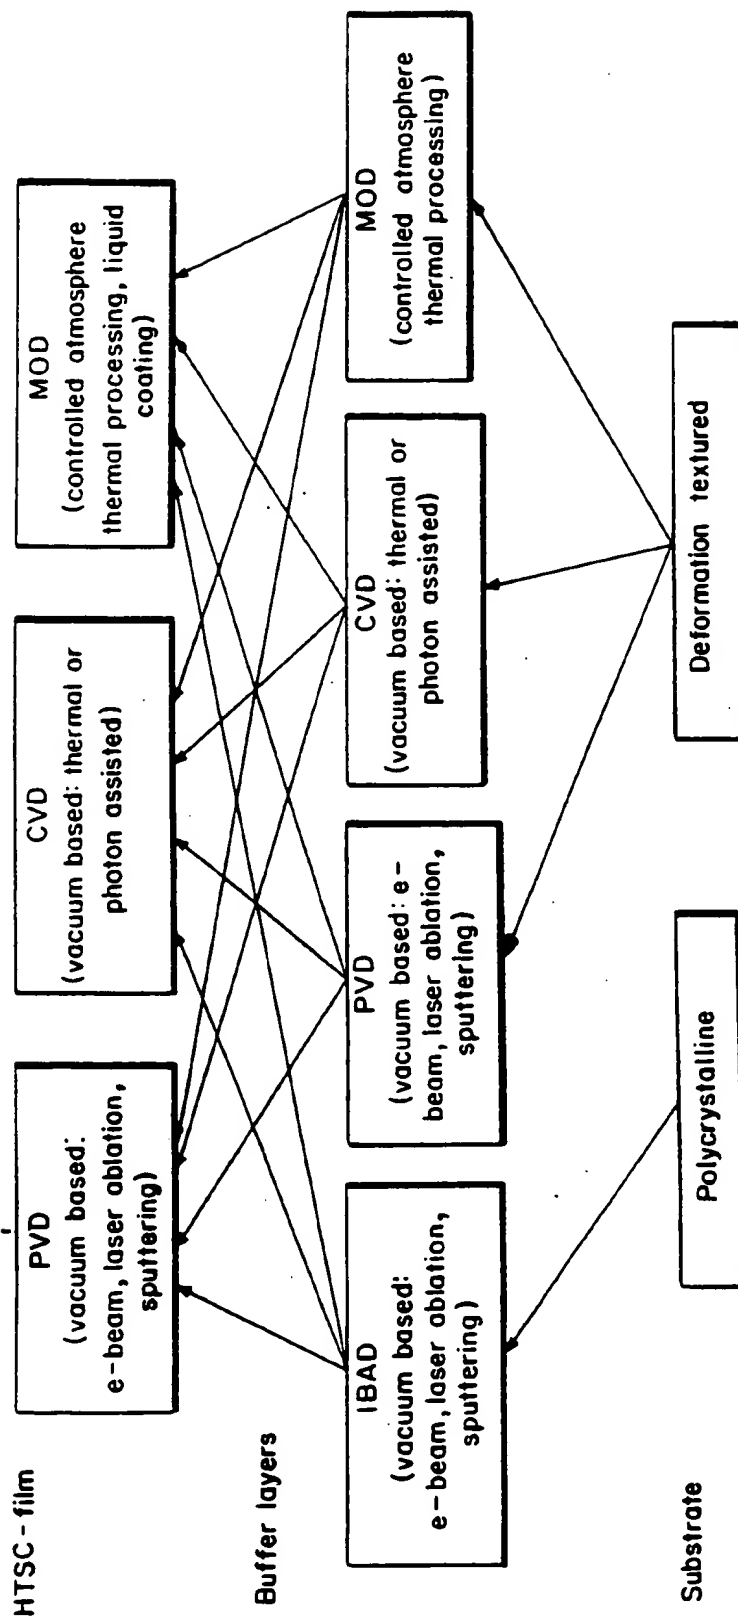 HTSC-film
PVD
(vacuum based:
e-beam, laser ablation,
sputtering)
CVD
(vacuum based: thermal or
photon assisted)
MOD
(controlled atmosphere
thermal processing, liquid
coating)
Buffer layers
IBAD
(vacuum based:
e-beam, laser ablation,
sputtering)
PVD
(vacuum based: e-
beam, laser ablation,
sputtering)
CVD
(vacuum based: thermal or
photon assisted)
MOD
(controlled atmosphere
thermal processing)
Substrate
Polycrystalline
Deformation textured